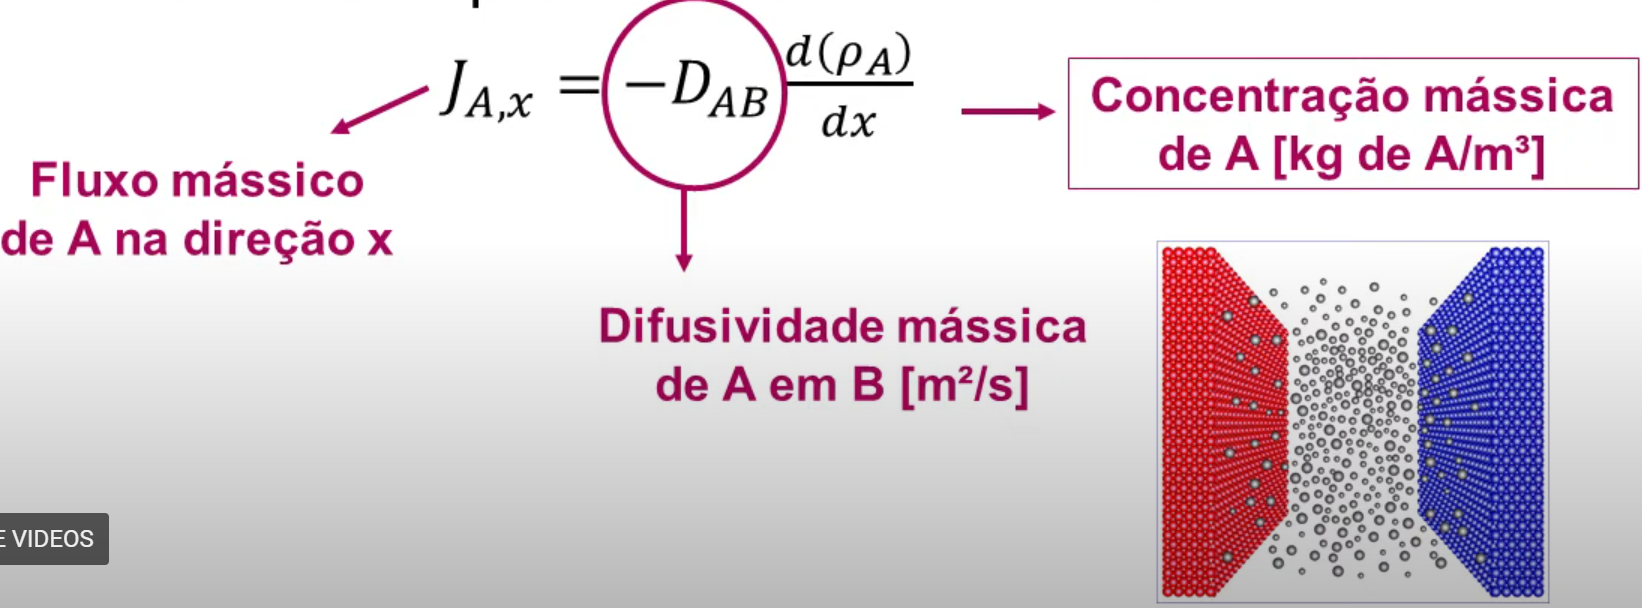 J_{A,x} = -D_{AB} \frac{d(ρ_A)}{dx}
Concentração mássica
de A [kg de A/m³]
Fluxo mássico
de A na direção x
Difusividade mássica
de A em B [m²/s]
VIDEOS